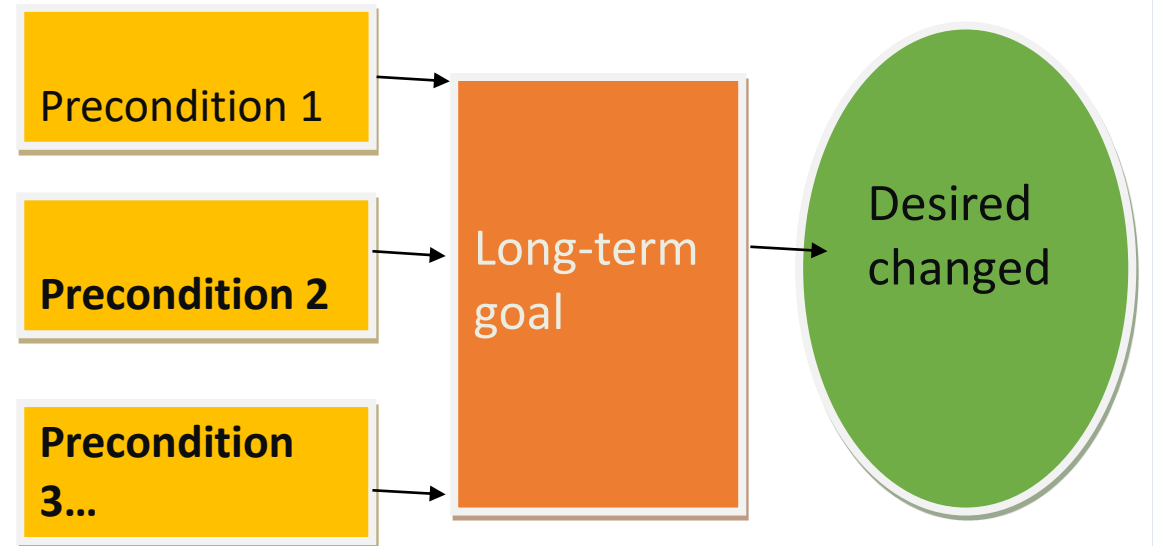 Precondition 1
Precondition 2
Precondition
3…
Long-term
goal
Desired
changed